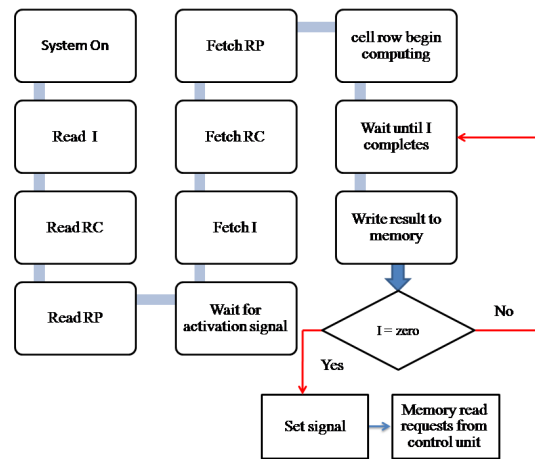 System On
Read I
Read RC
Read RP
Wait for
activation signal
Fetch I
Fetch RC
Fetch RP
cell row begin
computing
Wait until I
completes
Write result to
memory
I = zero
No
Yes
Set signal
Memory read
requests from
control unit